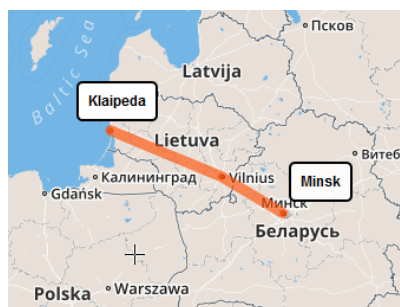 Псков
Baltic Sea
Latvija
Klaipeda
Lietuva
Витеб
Калининград
Vilnius
Minsk
Gdańsk
Минск
Беларусь
Warszawa
Polska